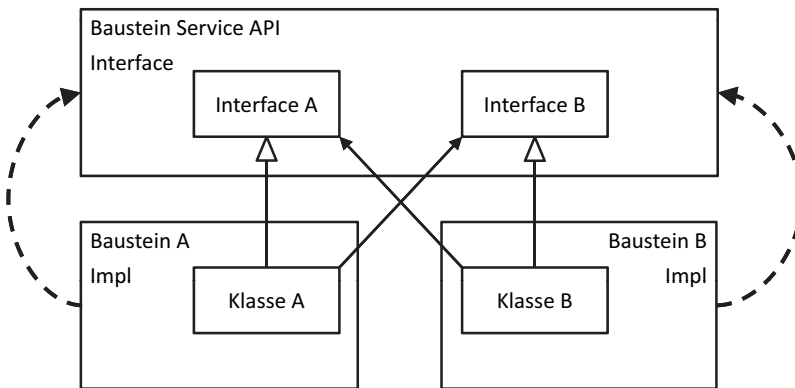 Baustein Service API
Interface
Interface A
Interface B
Baustein A
Impl
Klasse A
Baustein B
Impl
Klasse B